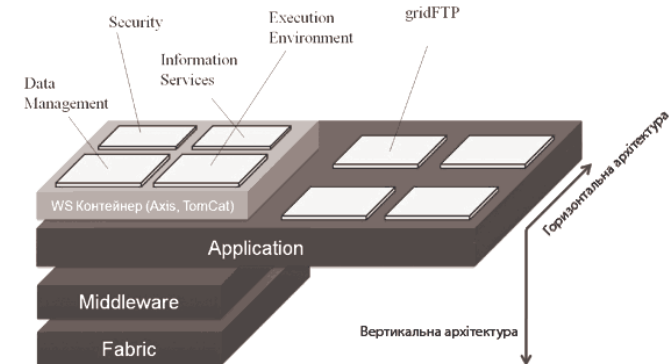 Security
Execution
Environment
gridFTP
Information
Services
Data
Management
WS Контейнер (Axis, TomCat)
Application
Middleware
Fabric
Горизонтальна архітектура
Вертикальна архітектура